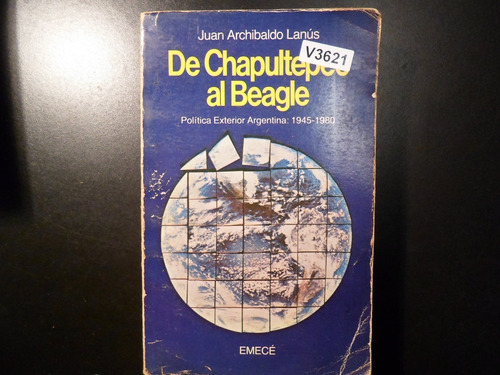 Juan Archibaldo Lanús
V3621
De Chapultepec
al Beagle
Política Exterior Argentina: 1945-1980
EMECÉ